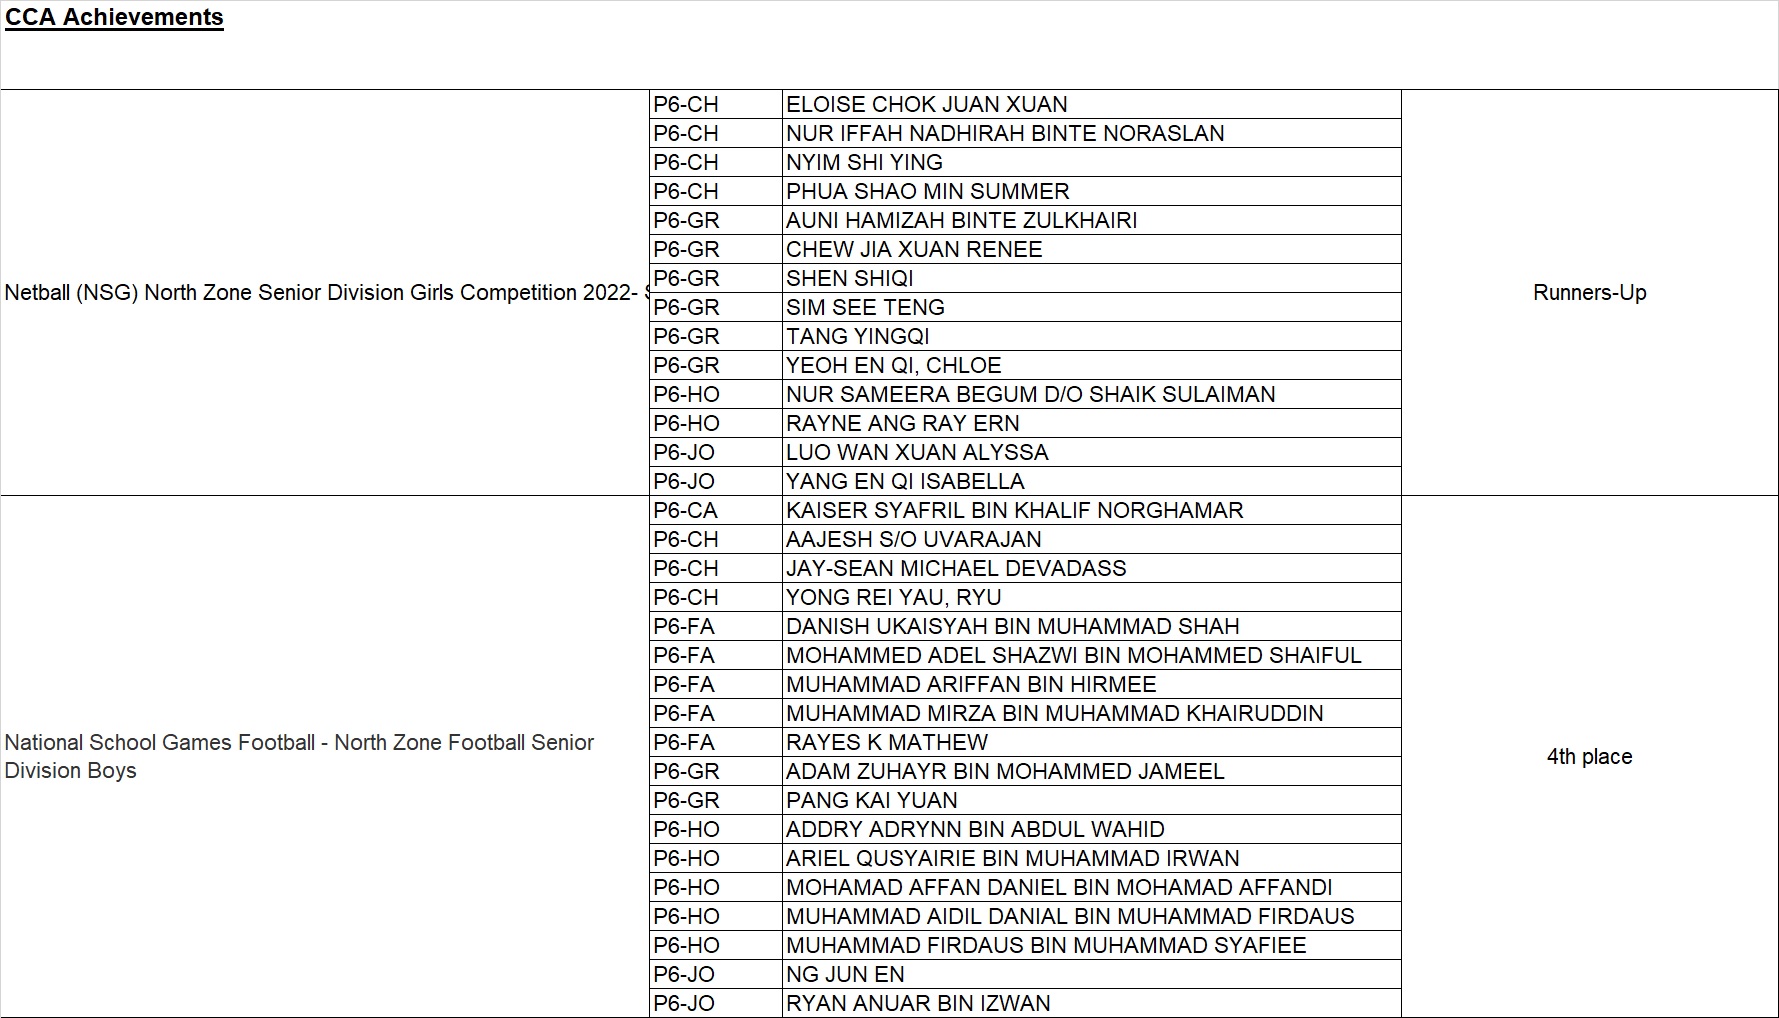 CCA Achievements
P6-CH ELOISE CHOK JUAN XUAN
P6-CH NUR IFFAH NADHIRAH BINTE NORASLAN
P6-CH NYIM SHI YING
P6-CH PHUA SHAO MIN SUMMER
P6-GR AUNI HAMIZAH BINTE ZULKHAIRI
P6-GR CHEW JIA XUAN RENEE
P6-GR SHEN SHIQI
Netball (NSG) North Zone Senior Division Girls Competition 2022- Runners-Up
P6-GR SIM SEE TENG
P6-GR TANG YINGQI
P6-GR YEOH EN QI, CHLOE
P6-HO NUR SAMEERA BEGUM D/O SHAIK SULAIMAN
P6-HO RAYNE ANG RAY ERN
P6-JO LUO WAN XUAN ALYSSA
P6-JO YANG EN QI ISABELLA
P6-CA KAISER SYAFRIL BIN KHALIF NORGHAMAR
P6-CH AAJESH S/O UVARAJAN
P6-CH JAY-SEAN MICHAEL DEVADASS
P6-CH YONG REI YAU, RYU
P6-FA DANISH UKAISYAH BIN MUHAMMAD SHAH
P6-FA MOHAMMED ADEL SHAZWI BIN MOHAMMED SHAIFUL
P6-FA MUHAMMAD ARIFFAN BIN HIRMEE
P6-FA MUHAMMAD MIRZA BIN MUHAMMAD KHAIRUDDIN
National School Games Football - North Zone Football Senior P6-FA RAYES K MATHEW
4th place
Division Boys P6-GR ADAM ZUHAYR BIN MOHAMMED JAMEEL
P6-GR PANG KAI YUAN
P6-HO ADDRY ADRYNN BIN ABDUL WAHID
P6-HO ARIEL QUSYAIRIE BIN MUHAMMAD IRWAN
P6-HO MOHAMAD AFFAN DANIEL BIN MOHAMAD AFFANDI
P6-HO MUHAMMAD AIDIL DANIAL BIN MUHAMMAD FIRDAUS
P6-HO MUHAMMAD FIRDAUS BIN MUHAMMAD SYAFIEE
P6-JO NG JUN EN
P6-JO RYAN ANUAR BIN IZWAN